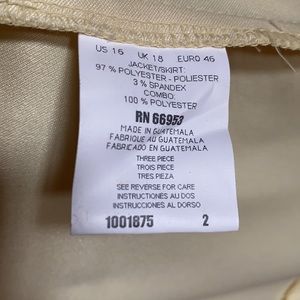 US 16 UK 18 EURO 46
JACKET/SKIRT:
97 % POLYESTER - POLIESTER
3 % SPANDEX
COMBO:
100 % POLYESTER
RN 66953
MADE IN GUATEMALA
FABRIQUE AU GUATEMALA
FABRICADO EN GUATEMALA
THREE PIECE
TROIS PIECE
TRES PIEZA
SEE REVERSE FOR CARE
INSTRUCTIONES AU DOS
INSTRUCCIONES AL DORSO
1001875 2